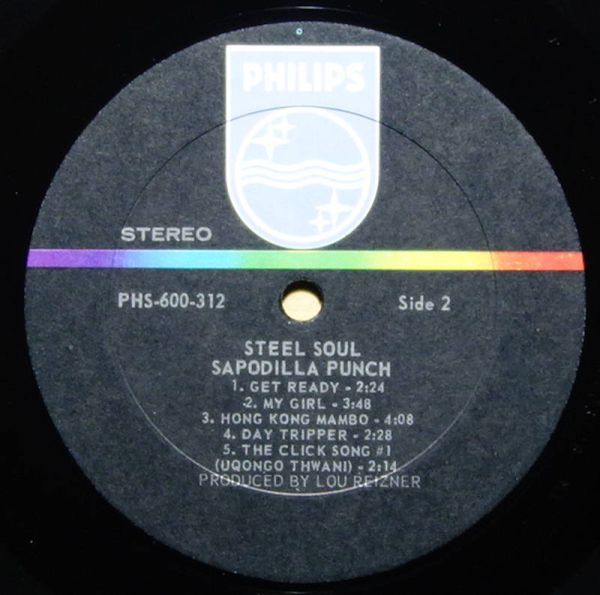 PHILIPS
STEREO
PHS-600-312 Side 2
STEEL SOUL
SAPODILLA PUNCH
1. GET READY - 2:24
2. MY GIRL - 3:48
3. HONG KONG MAMBO - 4:08
4. DAY TRIPPER - 2:28
5. THE CLICK SONG #1
(UQONGO THWANI) - 2:14
PRODUCED BY LOU REIZNER